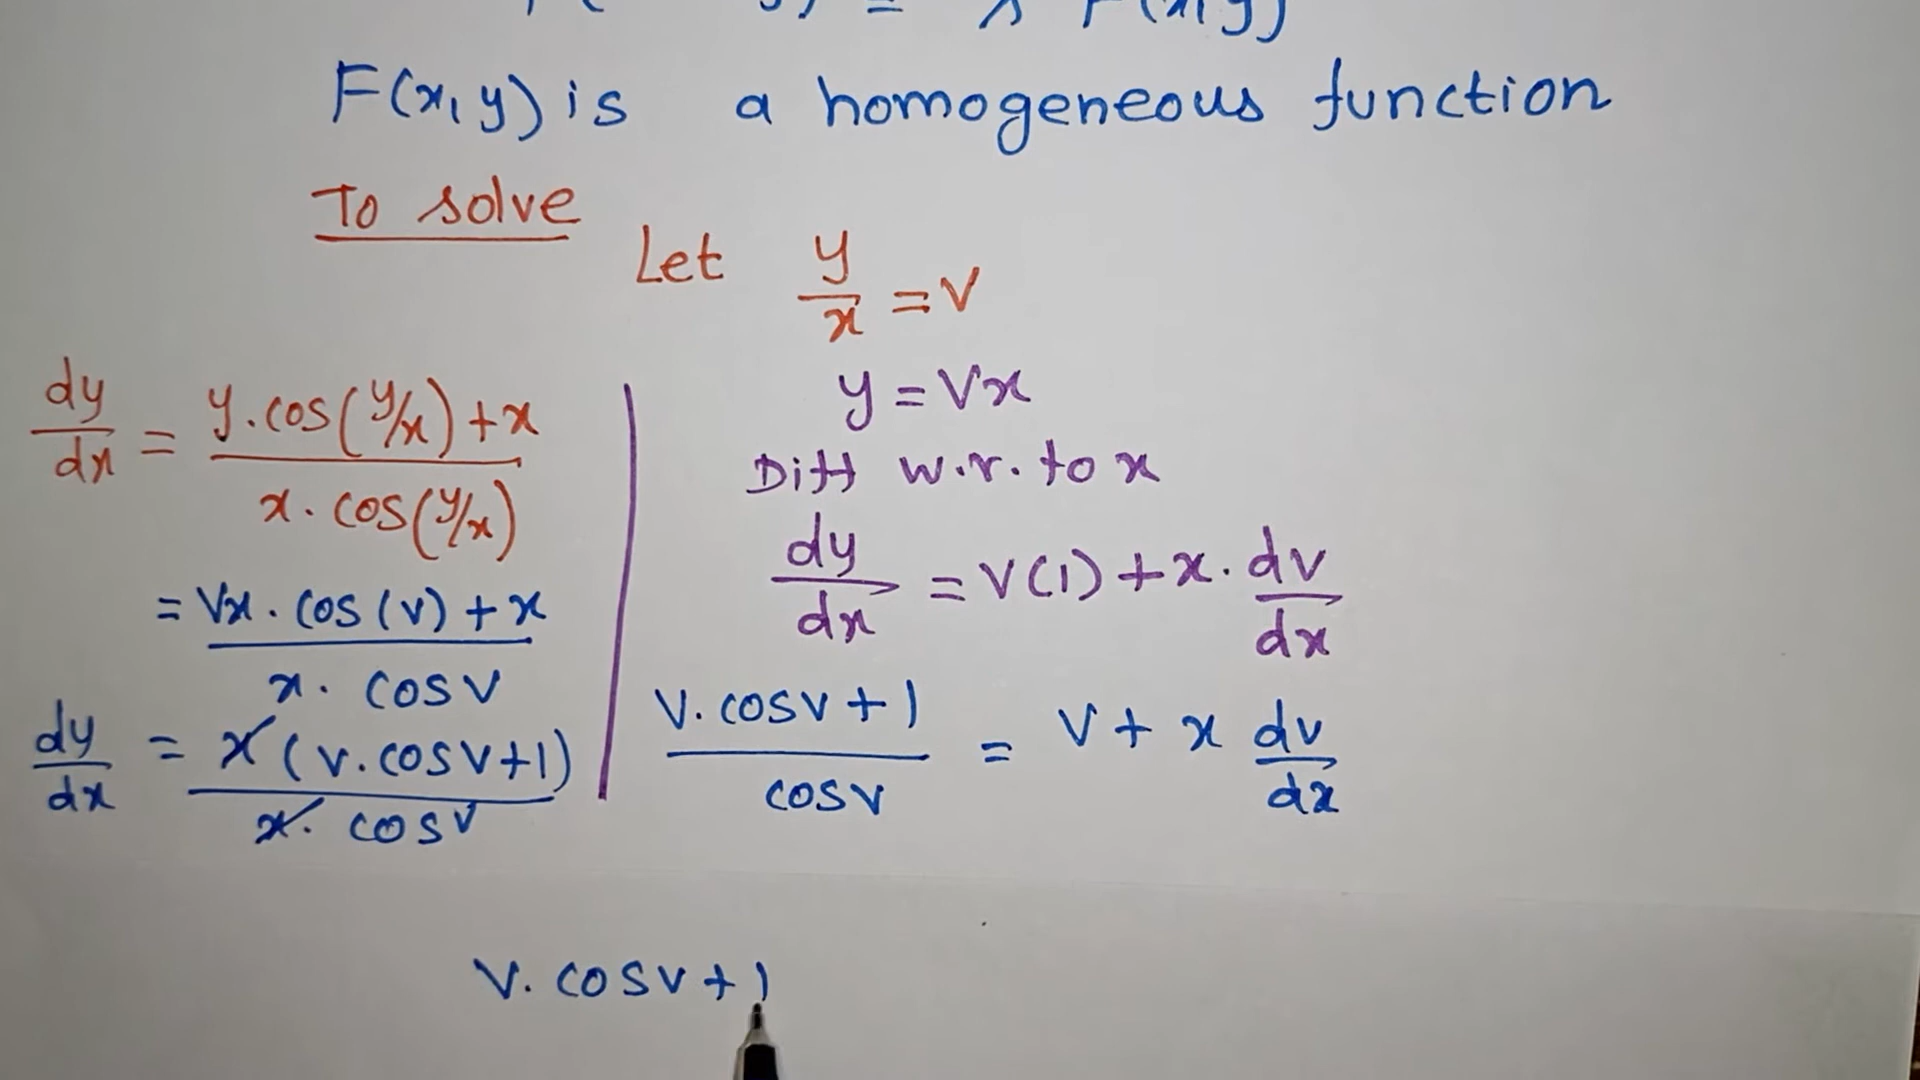 = λ F(x,y)
F(x,y) is a homogeneous function
To solve
Let y/x = v
y = vx
Diff w.r. to x
dy/dx = v(1) + x. dv/dx
v. cosv + 1 / cosv = v + x dv/dx
dy/dx = y. cos(y/x) + x / x. cos(y/x)
= vx. cos(v) + x / x. cosv
dy/dx = x(v. cosv+1) / x. cosv
v. cosv + 1